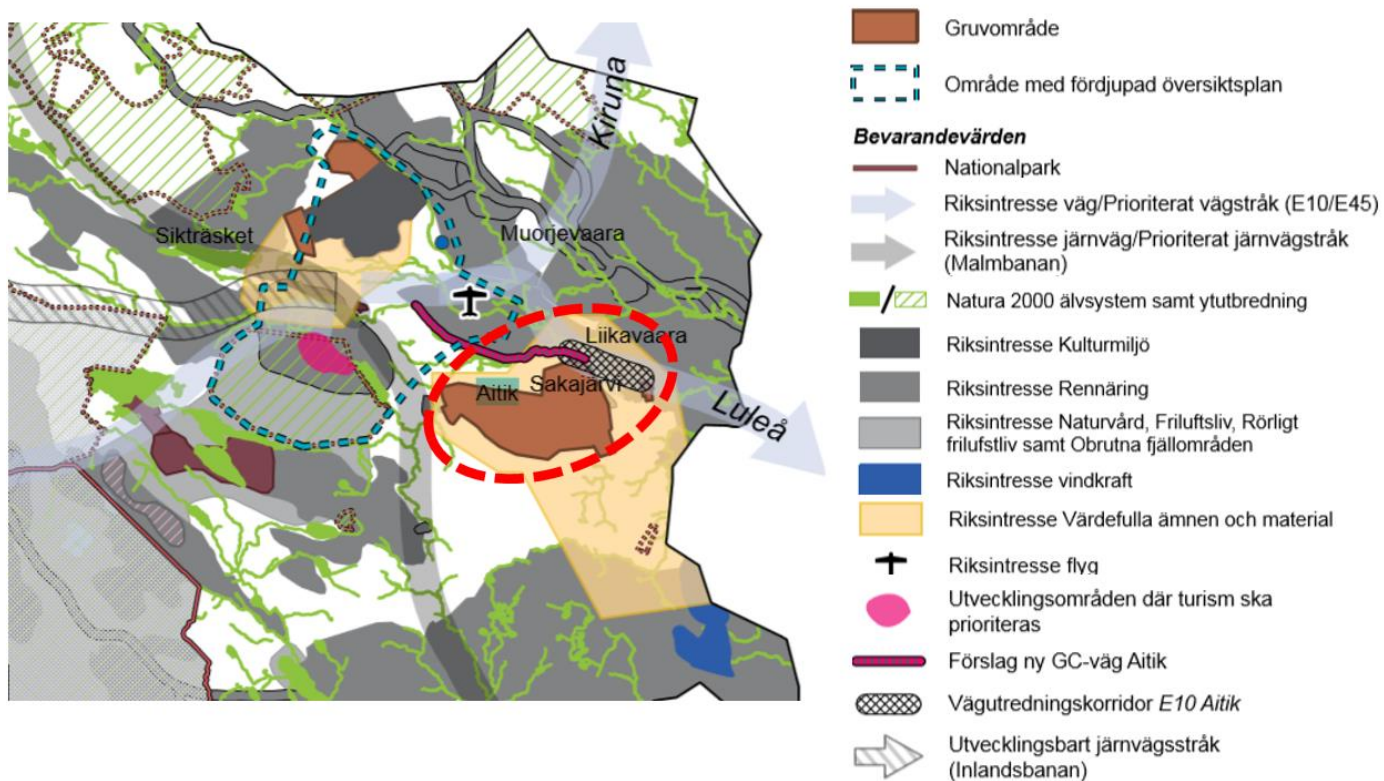 Kiruna
Sikträsket
Muorjevaara
Liikavaara
Aitik
Sakajärvi
Luleå
Gruvområde
Område med fördjupad översiktsplan
Bevarandevärden
Nationalpark
Riksintresse väg/Prioriterat vägstråk (E10/E45)
Riksintresse järnväg/Prioriterat järnvägstråk
(Malmbanan)
Natura 2000 älvsystem samt ytutbredning
Riksintresse Kulturmiljö
Riksintresse Rennäring
Riksintresse Naturvård, Friluftsliv, Rörligt
frilufstliv samt Obrutna fjällområden
Riksintresse vindkraft
Riksintresse Värdefulla ämnen och material
Riksintresse flyg
Utvecklingsområden där turism ska
prioriteras
Förslag ny GC-väg Aitik
Vägutredningskorridor E10 Aitik
Utvecklingsbart järnvägsstråk
(Inlandsbanan)